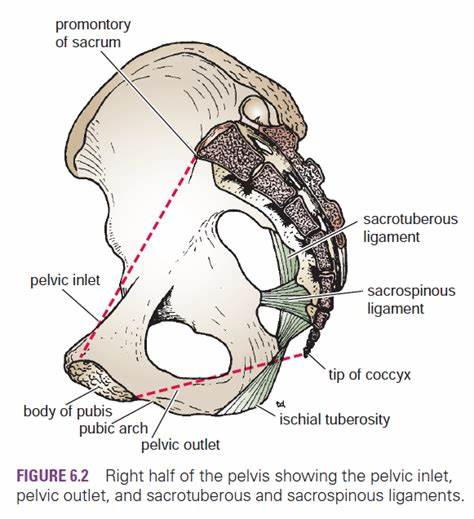 promontory
of sacrum
sacrotuberous
ligament
pelvic inlet
sacrospinous
ligament
tip of coccyx
body of pubis
ischial tuberosity
pubic arch
pelvic outlet
td
FIGURE 6.2 Right half of the pelvis showing the pelvic inlet,
pelvic outlet, and sacrotuberous and sacrospinous ligaments.